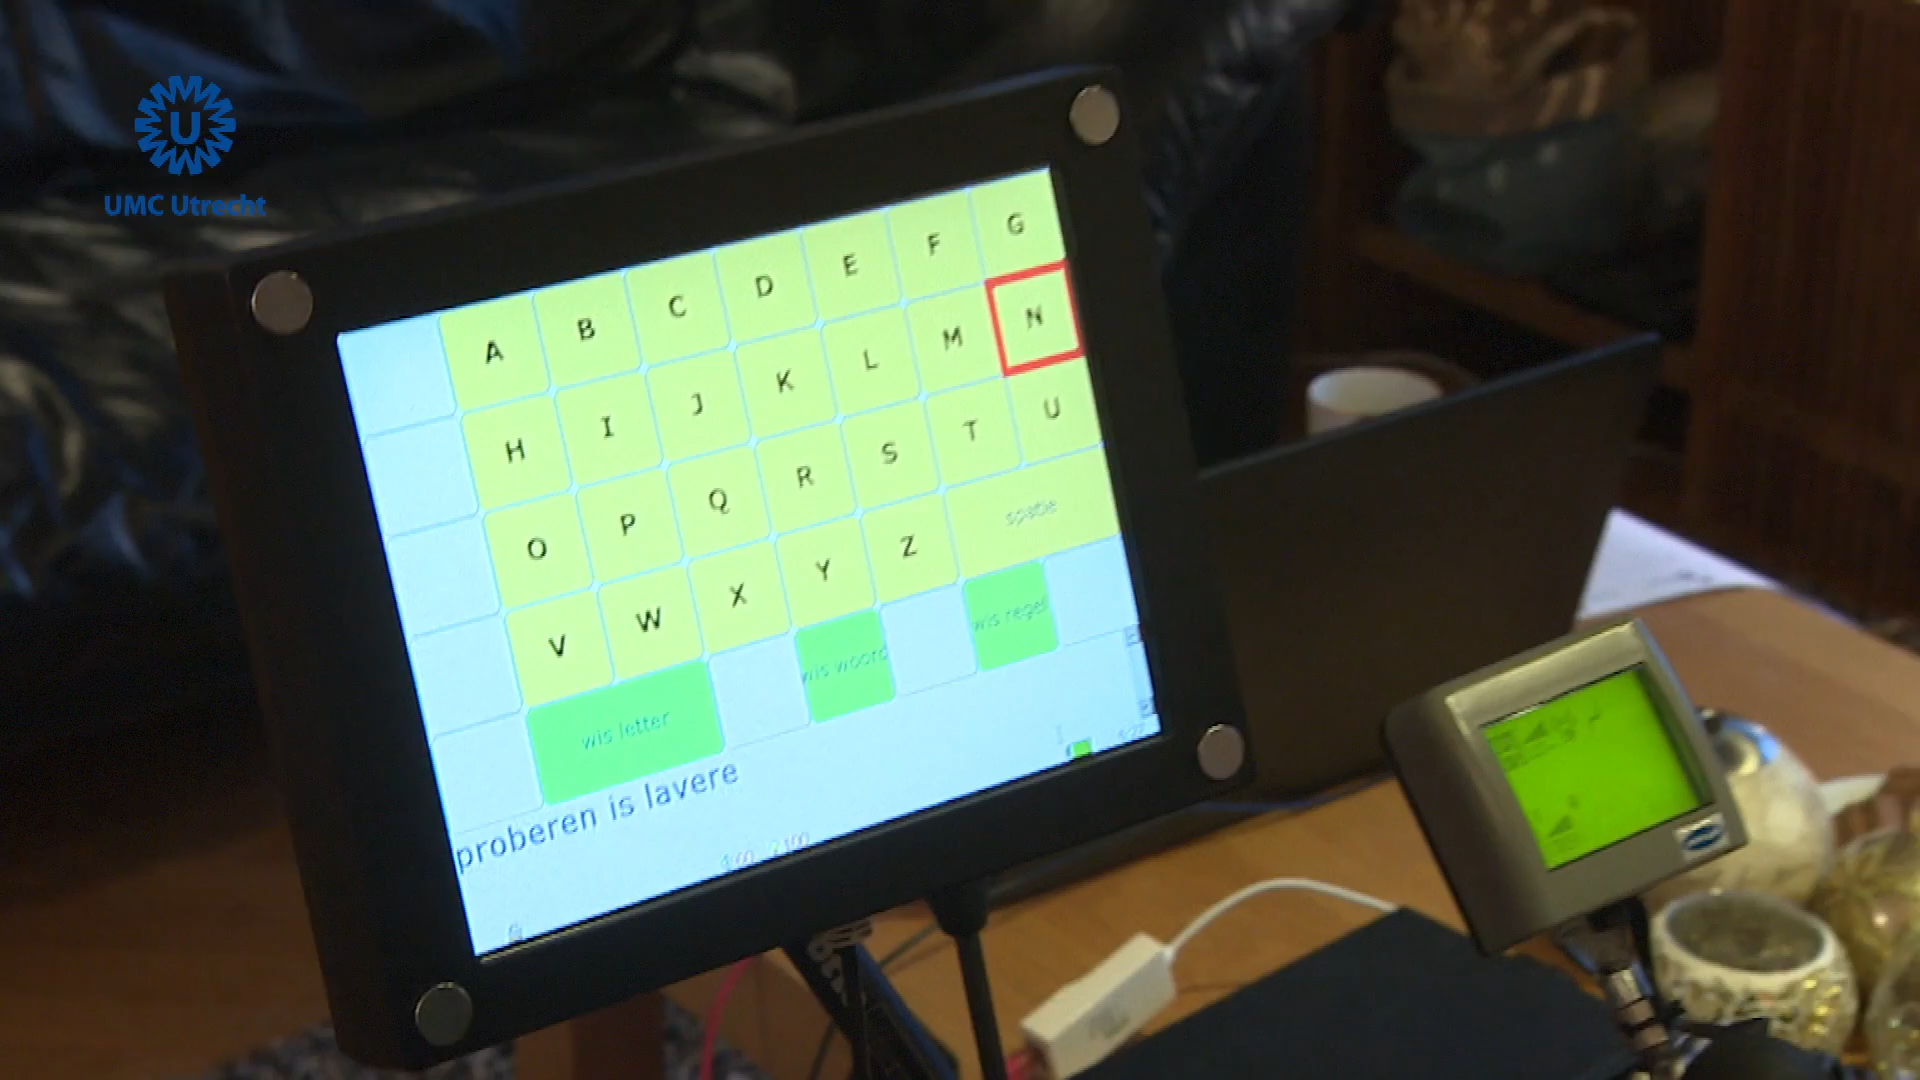 U
UMC Utrecht
A B C D E F G
H I J K L M N
O P Q R S T U
V W X Y Z spatie
wis letter wis woord wis regel
proberen is lavere